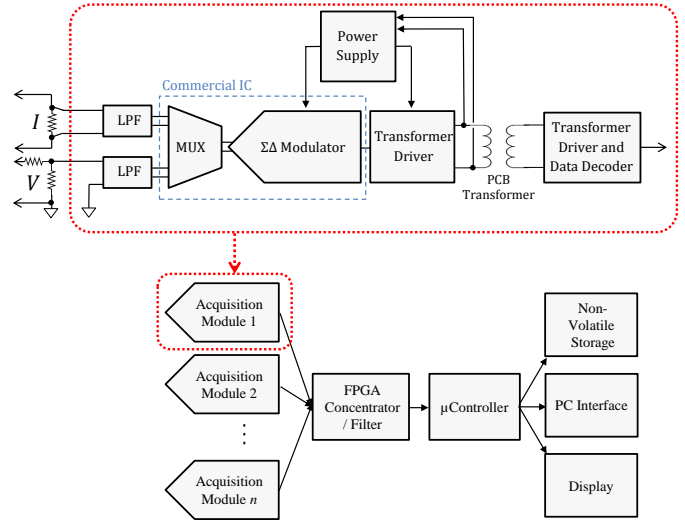 Power
Supply
Commercial IC
I
LPF
MUX
ΣΔ Modulator
Transformer
Driver
Transformer
Driver and
Data Decoder
V
LPF
PCB
Transformer
Acquisition
Module 1
Acquisition
Module 2
⋮
Acquisition
Module n
FPGA
Concentrator
/ Filter
µController
Non-
Volatile
Storage
PC Interface
Display